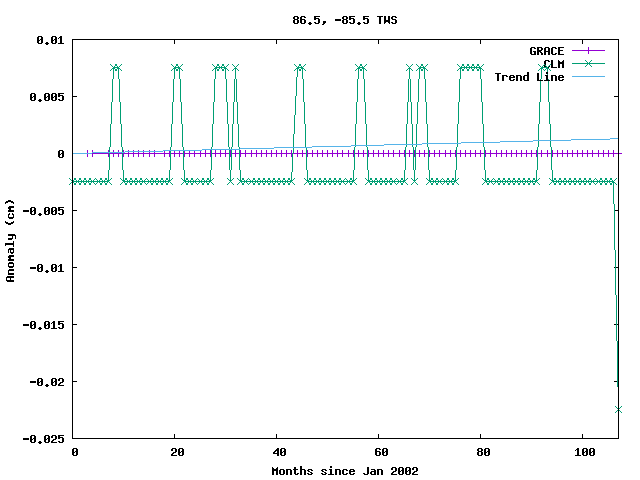 86.5, -85.5 TWS
GRACE
CLM
Trend Line
0.01
0.005
0
-0.005
-0.01
-0.015
-0.02
-0.025
Anomaly (cm)
0 20 40 60 80 100
Months since Jan 2002